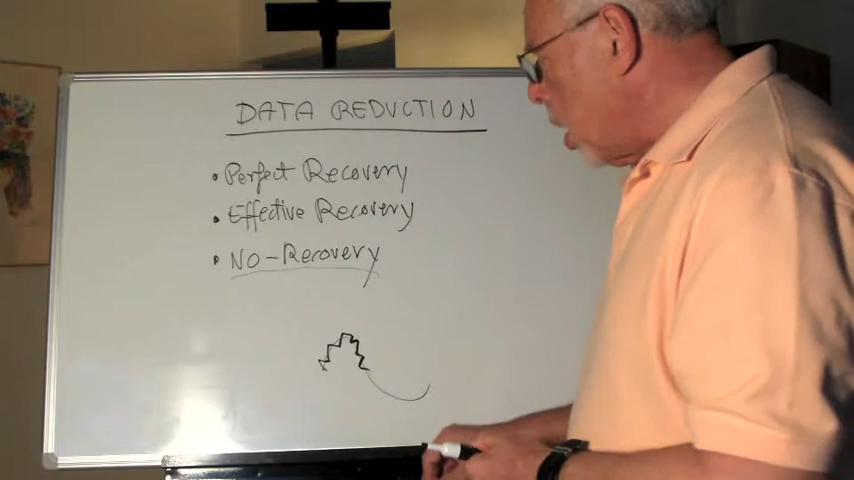 DATA REDUCTION
• Perfect Recovery
• Effective Recovery
• No-Recovery